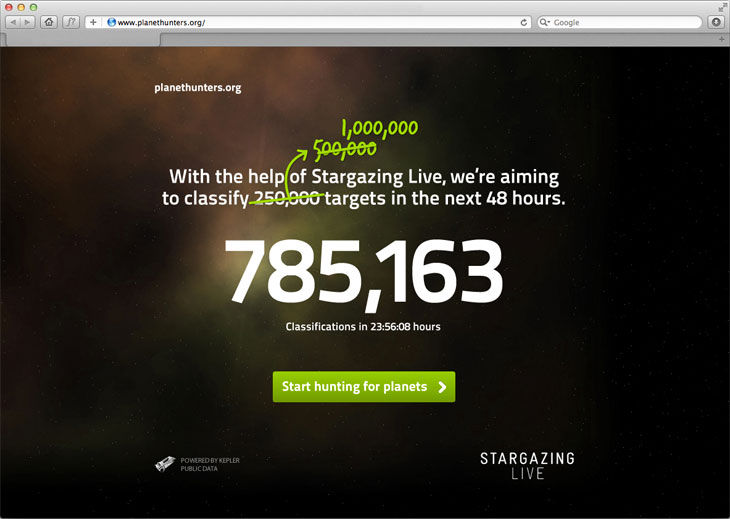 www.planethunters.org/
Google
planethunters.org
1,000,000
500,000
With the help of Stargazing Live, we're aiming
to classify 250,000 targets in the next 48 hours.
785,163
Classifications in 23:56:08 hours
Start hunting for planets
POWERED BY KEPLER
PUBLIC DATA
STARGAZING
LIVE